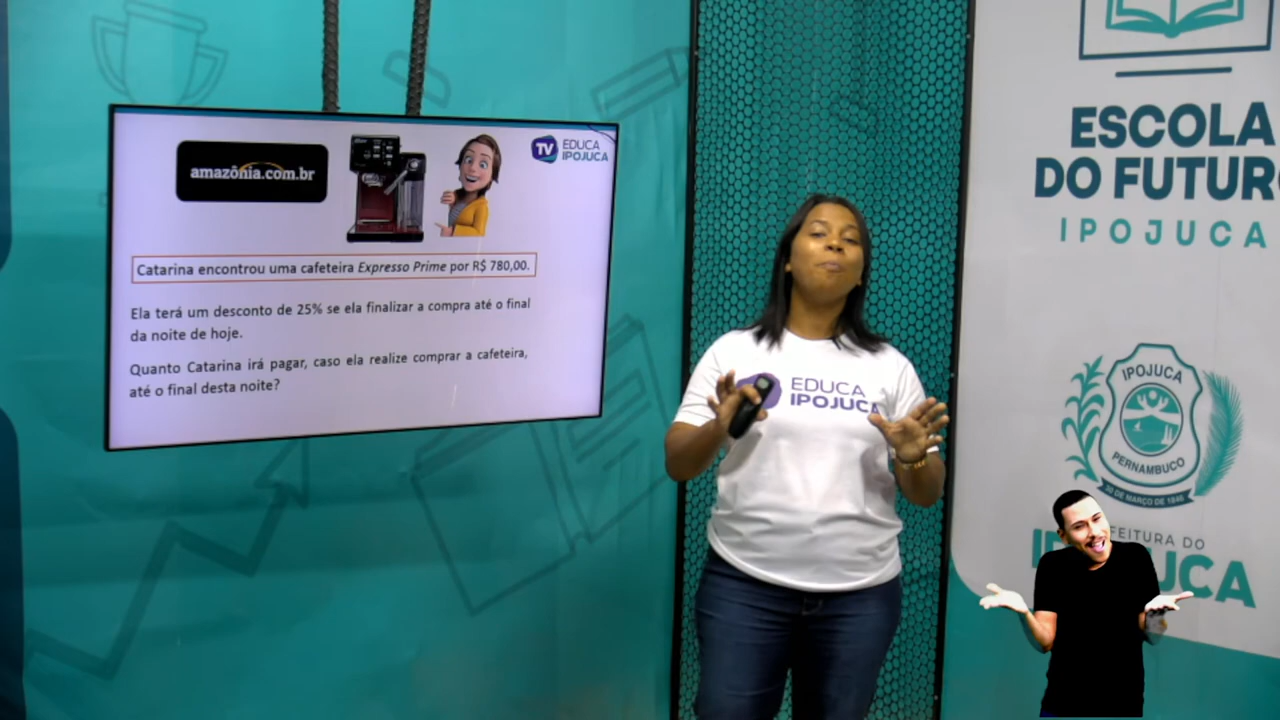 amazônia.com.br
TV EDUCA
IPOJUCA
Catarina encontrou uma cafeteira Expresso Prime por R$ 780,00.
Ela terá um desconto de 25% se ela finalizar a compra até o final
da noite de hoje.
Quanto Catarina irá pagar, caso ela realize comprar a cafeteira,
até o final desta noite?
EDUCA
IPOJUCA
ESCOLA
DO FUTURO
IPOJUCA
IPOJUCA
PERNAMBUCO
30 DE MARÇO DE 1846
EITURA DO
UCA